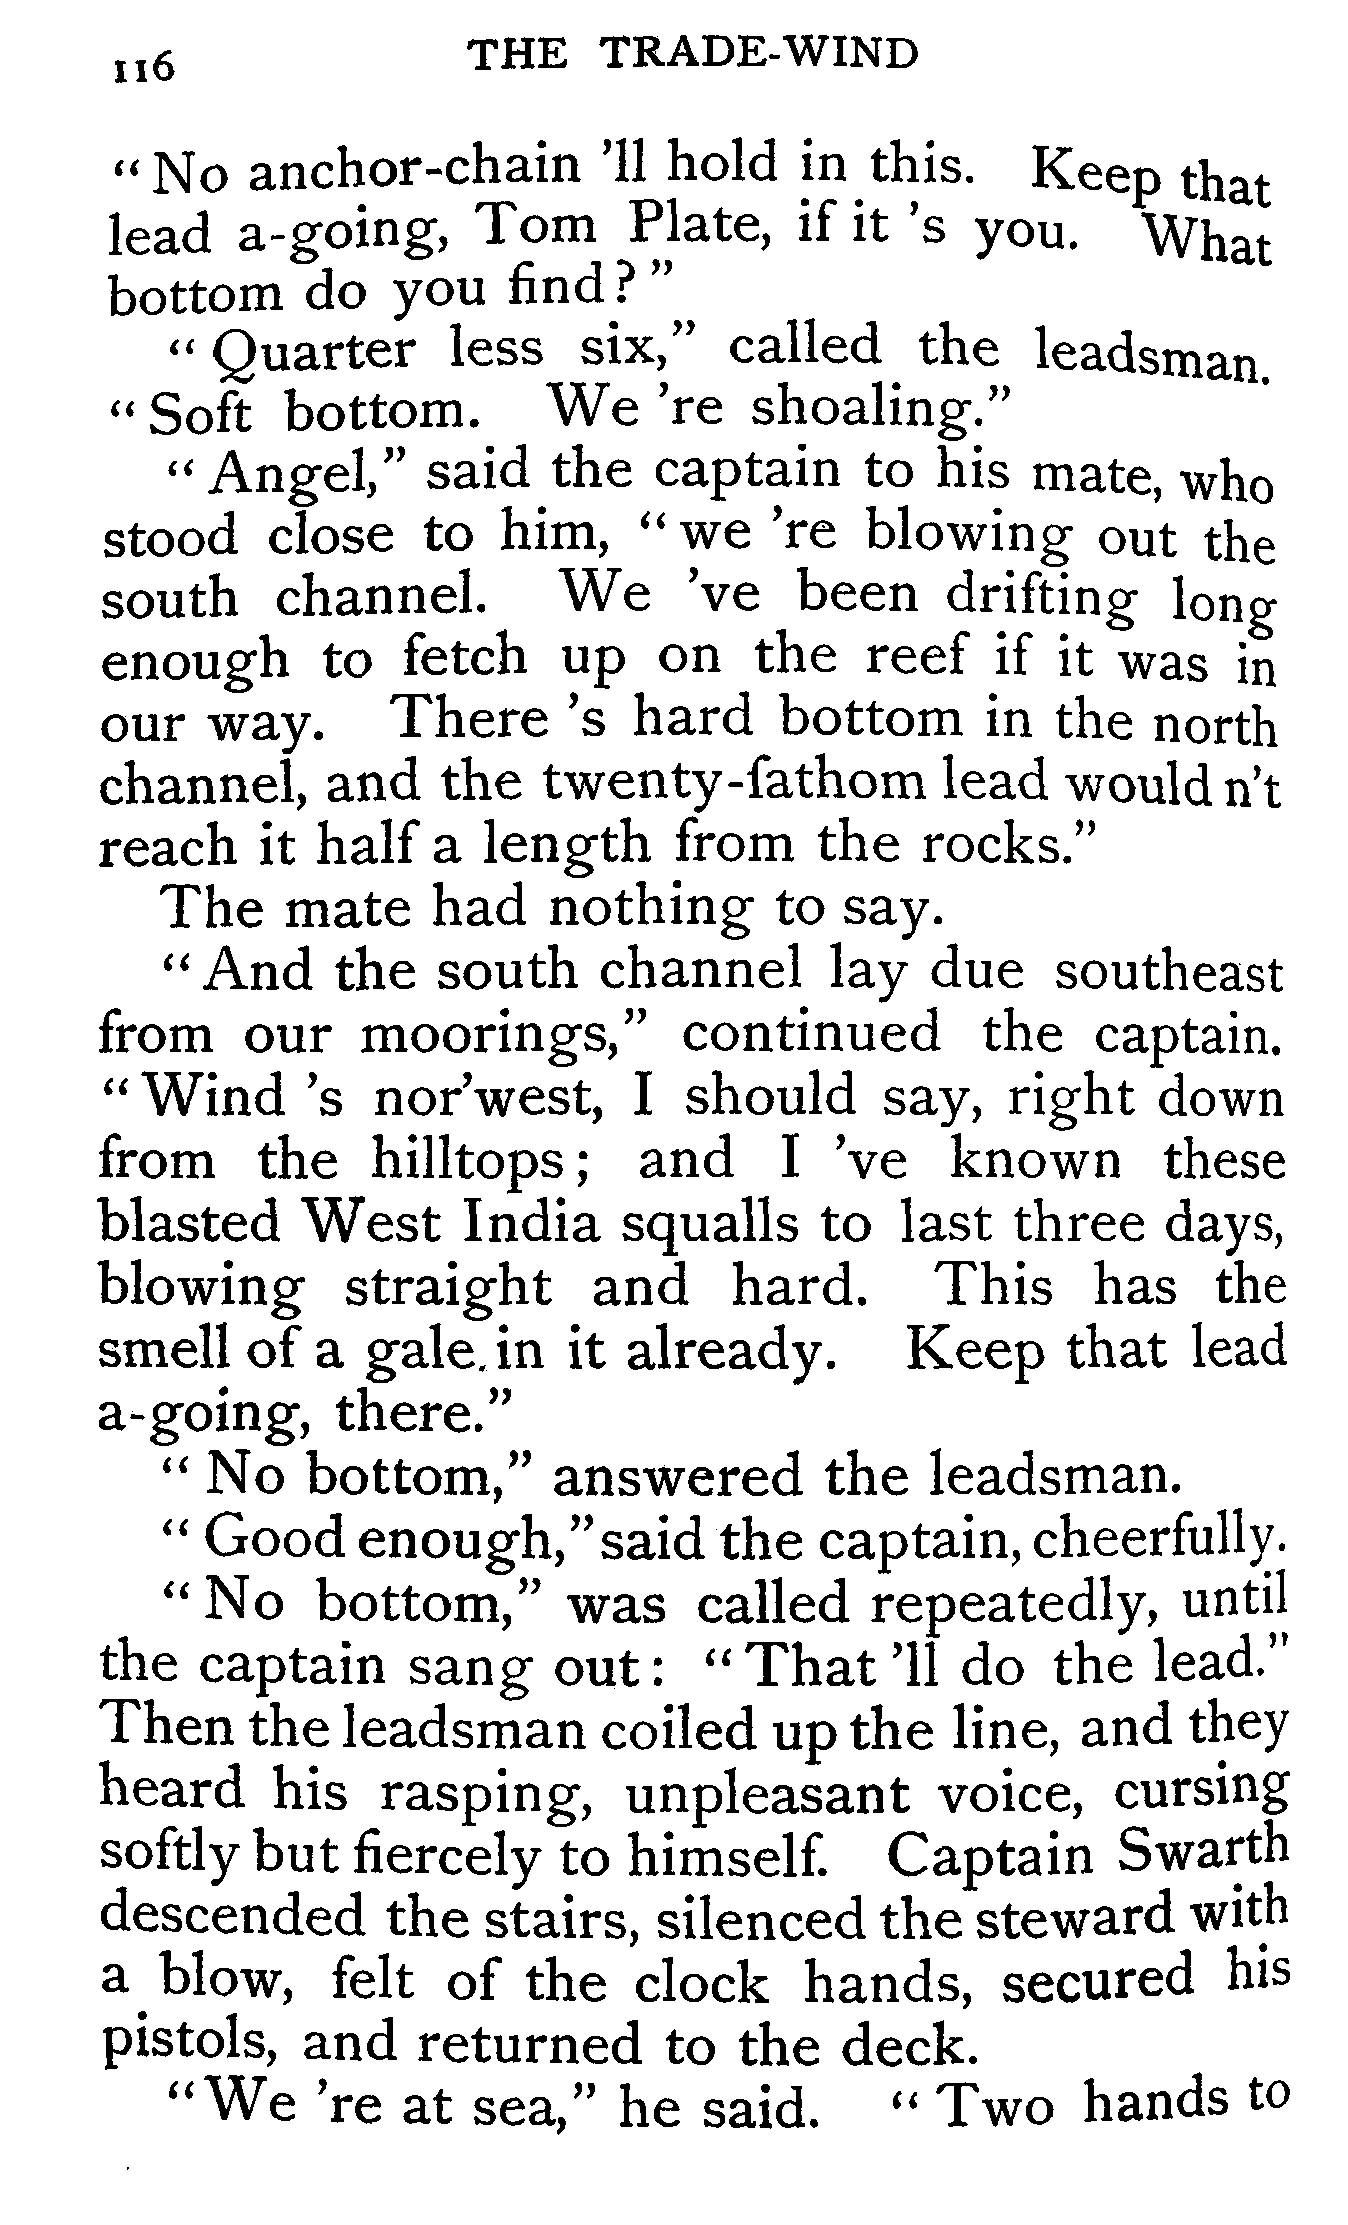 116 THE TRADE-WIND
“ No anchor-chain ’ll hold in this. Keep that
lead a-going, Tom Plate, if it ’s you. What
bottom do you find? ”
“ Quarter less six,” called the leadsman.
“ Soft bottom. We ’re shoaling.”
“ Angel,” said the captain to his mate, who
stood close to him, “ we ’re blowing out the
south channel. We ’ve been drifting long
enough to fetch up on the reef if it was in
our way. There ’s hard bottom in the north
channel, and the twenty-fathom lead would n’t
reach it half a length from the rocks.”
The mate had nothing to say.
“ And the south channel lay due southeast
from our moorings,” continued the captain.
“ Wind ’s nor’west, I should say, right down
from the hilltops; and I ’ve known these
blasted West India squalls to last three days,
blowing straight and hard. This has the
smell of a gale in it already. Keep that lead
a-going, there.”
“ No bottom,” answered the leadsman.
“ Good enough,” said the captain, cheerfully.
“ No bottom,” was called repeatedly, until
the captain sang out: “ That ’ll do the lead.”
Then the leadsman coiled up the line, and they
heard his rasping, unpleasant voice, cursing
softly but fiercely to himself. Captain Swarth
descended the stairs, silenced the steward with
a blow, felt of the clock hands, secured his
pistols, and returned to the deck.
“ We ’re at sea,” he said. “ Two hands to